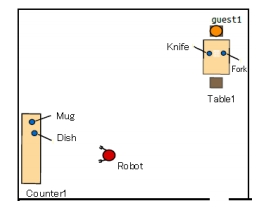 guest1
Knife
Fork
Table1
Mug
Dish
Robot
Counter1